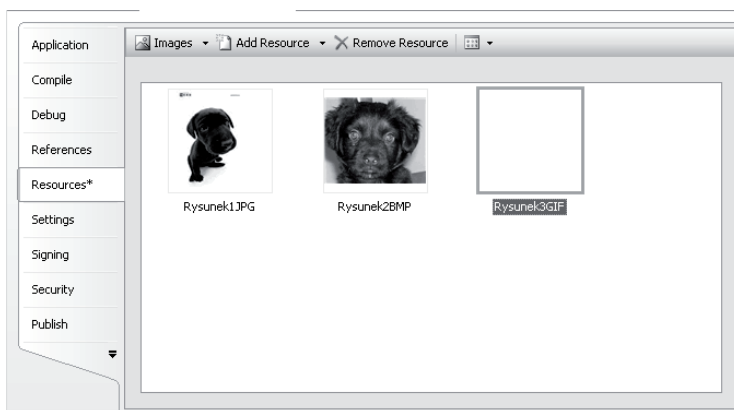 Application
Images Add Resource Remove Resource
Compile
Debug
References
Resources*
Settings
Signing
Security
Publish
Rysunek1JPG Rysunek2BMP Rysunek3GIF